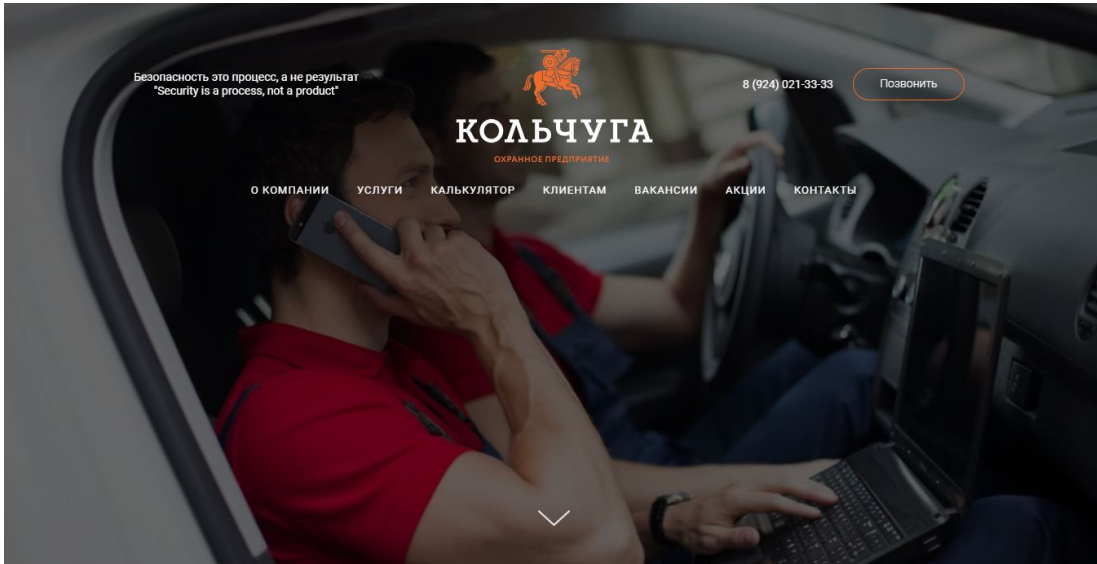 Безопасность это процесс, а не результат
"Security is a process, not a product"
8 (924) 021-33-33
Позвонить
КОЛЬЧУГА
ОХРАННОЕ ПРЕДПРИЯТИЕ
О КОМПАНИИ УСЛУГИ КАЛЬКУЛЯТОР КЛИЕНТАМ ВАКАНСИИ АКЦИИ КОНТАКТЫ